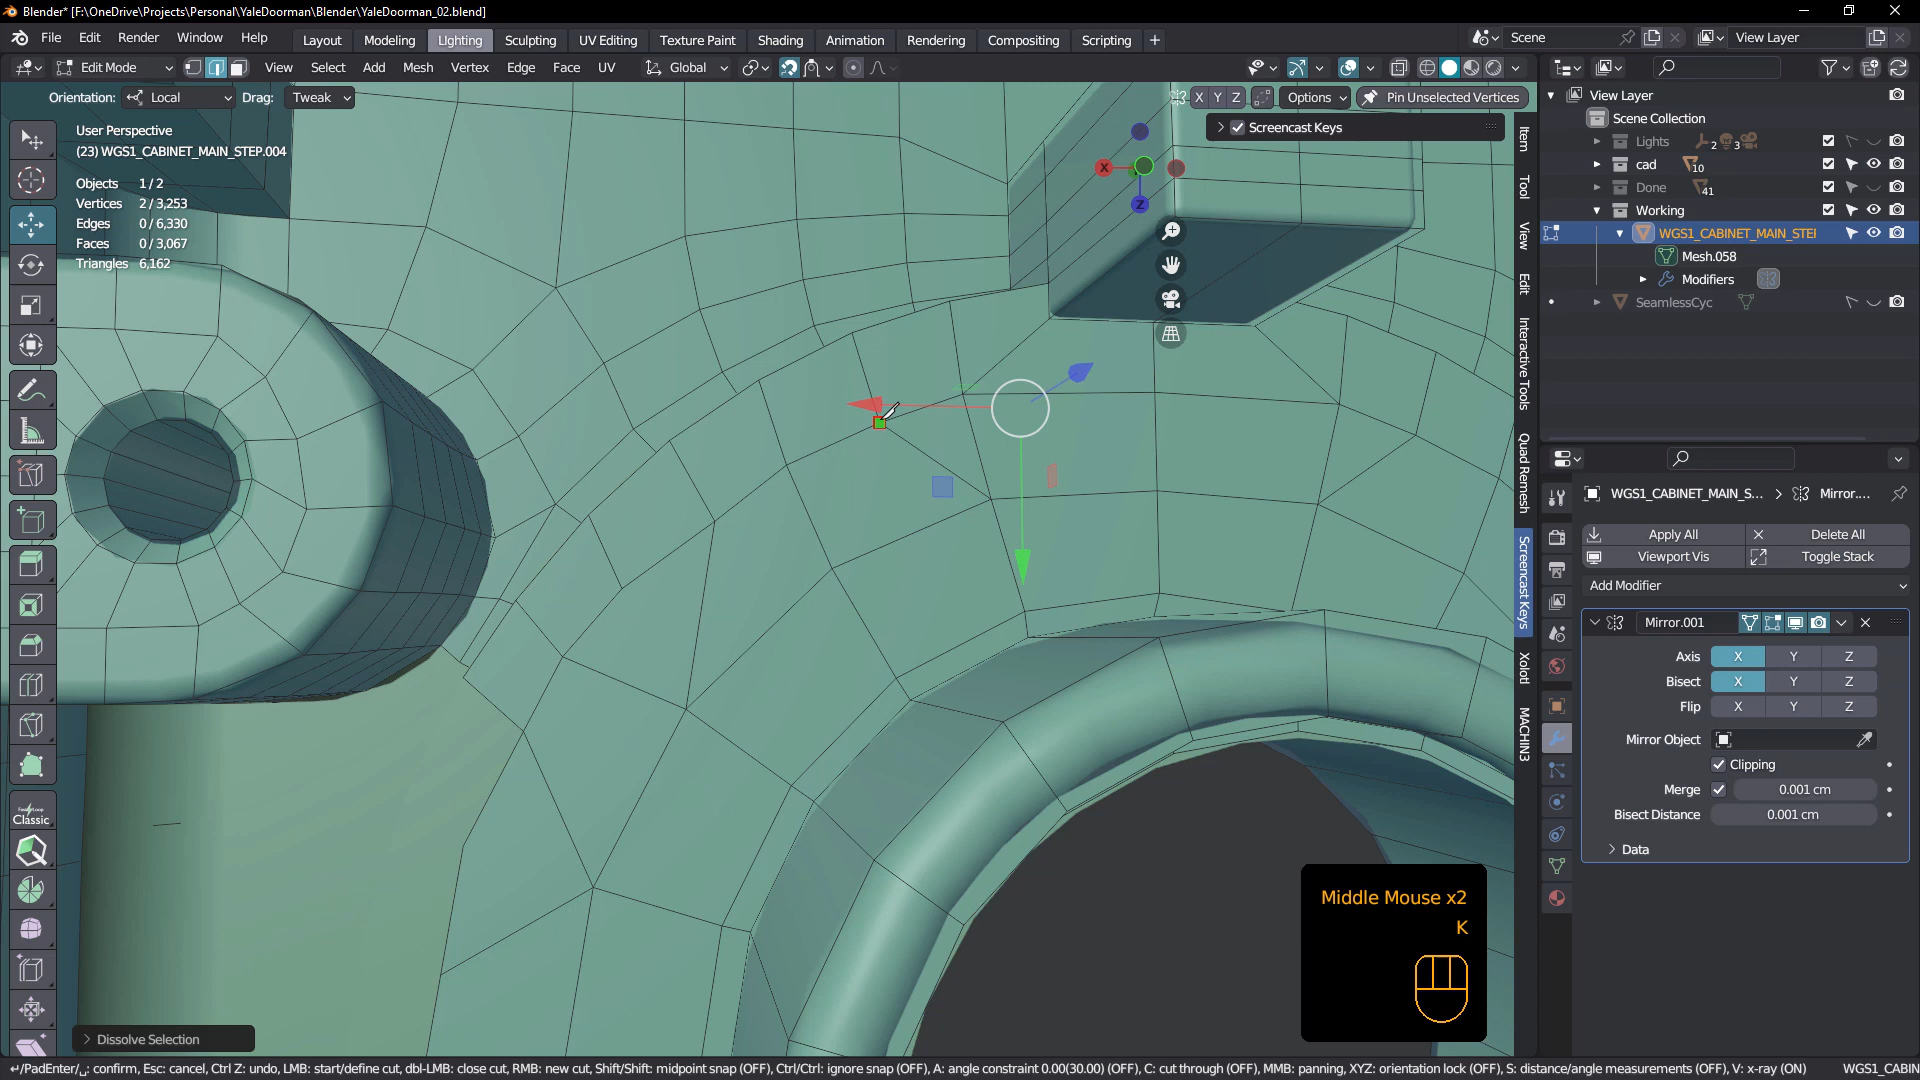 Blender* [F:\OneDrive\Projects\Personal\YaleDoorman\Blender\YaleDoorman_02.blend]
File Edit Render Window Help Layout Modeling Lighting Sculpting UV Editing Texture Paint Shading Animation Rendering Compositing Scripting + Scene View Layer
Edit Mode View Select Add Mesh Vertex Edge Face UV Global
Orientation: Local Drag: Tweak X Y Z Options Pin Unselected Vertices
Screencast Keys
User Perspective
(23) WGS1_CABINET_MAIN_STEP.004
Objects 1 / 2
Vertices 2 / 3,253
Edges 0 / 6,330
Faces 0 / 3,067
Triangles 6,162
X
Z
Item
Tool
View
Edit
Interactive Tools
Quad Remesh
Screencast Keys
Xolotl
MACHIN3
Classic
View Layer
Scene Collection
Lights 2 3
cad 10
Done 41
Working
WGS1_CABINET_MAIN_STEI
Mesh.058
Modifiers
SeamlessCyc
WGS1_CABINET_MAIN_S... > Mirror....
Apply All Delete All
Viewport Vis Toggle Stack
Add Modifier
Mirror.001
Axis X Y Z
Bisect X Y Z
Flip X Y Z
Mirror Object
Clipping
Merge 0.001 cm
Bisect Distance 0.001 cm
Data
Middle Mouse x2
K
Dissolve Selection
↵/PadEnter/␣: confirm, Esc: cancel, Ctrl Z: undo, LMB: start/define cut, dbl-LMB: close cut, RMB: new cut, Shift/Shift: midpoint snap (OFF), Ctrl/Ctrl: ignore snap (OFF), A: angle constraint 0.00(30.00) (OFF), C: cut through (OFF), MMB: panning, XYZ: orientation lock (OFF), S: distance/angle measurements (OFF), V: x-ray (ON) WGS1_CABIN